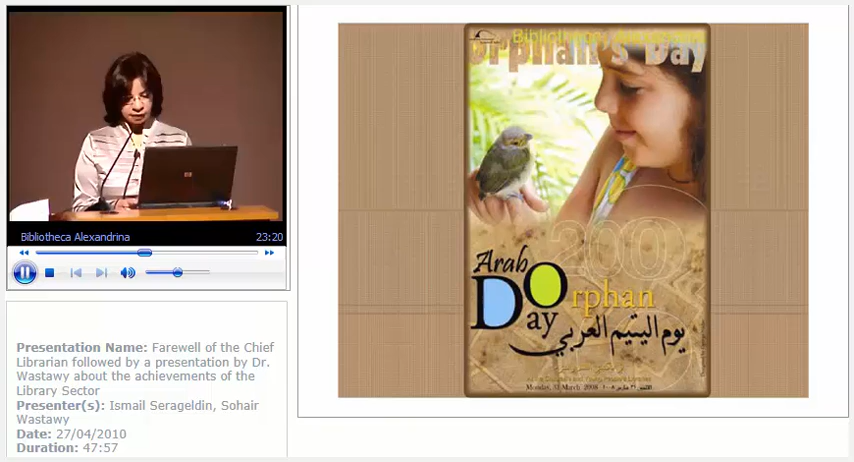 Bibliotheca Alexandrina
23:20
Presentation Name: Farewell of the Chief
Librarian followed by a presentation by Dr.
Wastawy about the achievements of the
Library Sector
Presenter(s): Ismail Serageldin, Sohair
Wastawy
Date: 27/04/2010
Duration: 47:57
Bibliotheca Alexandrina
Orphan's Day
Arab
Orphan
Day
يوم اليتيم العربي
Monday, 31 March 2008